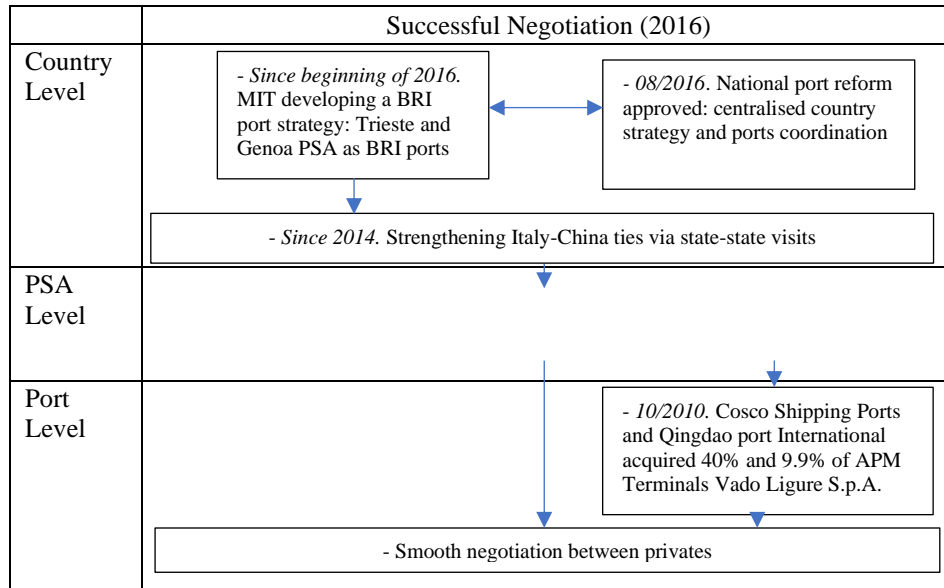 Successful Negotiation (2016)
Country
Level
- Since beginning of 2016.
MIT developing a BRI
port strategy: Trieste and
Genoa PSA as BRI ports
- 08/2016. National port reform
approved: centralised country
strategy and ports coordination
- Since 2014. Strengthening Italy-China ties via state-state visits
PSA
Level
Port
Level
- 10/2010. Cosco Shipping Ports
and Qingdao port International
acquired 40% and 9.9% of APM
Terminals Vado Ligure S.p.A.
- Smooth negotiation between privates